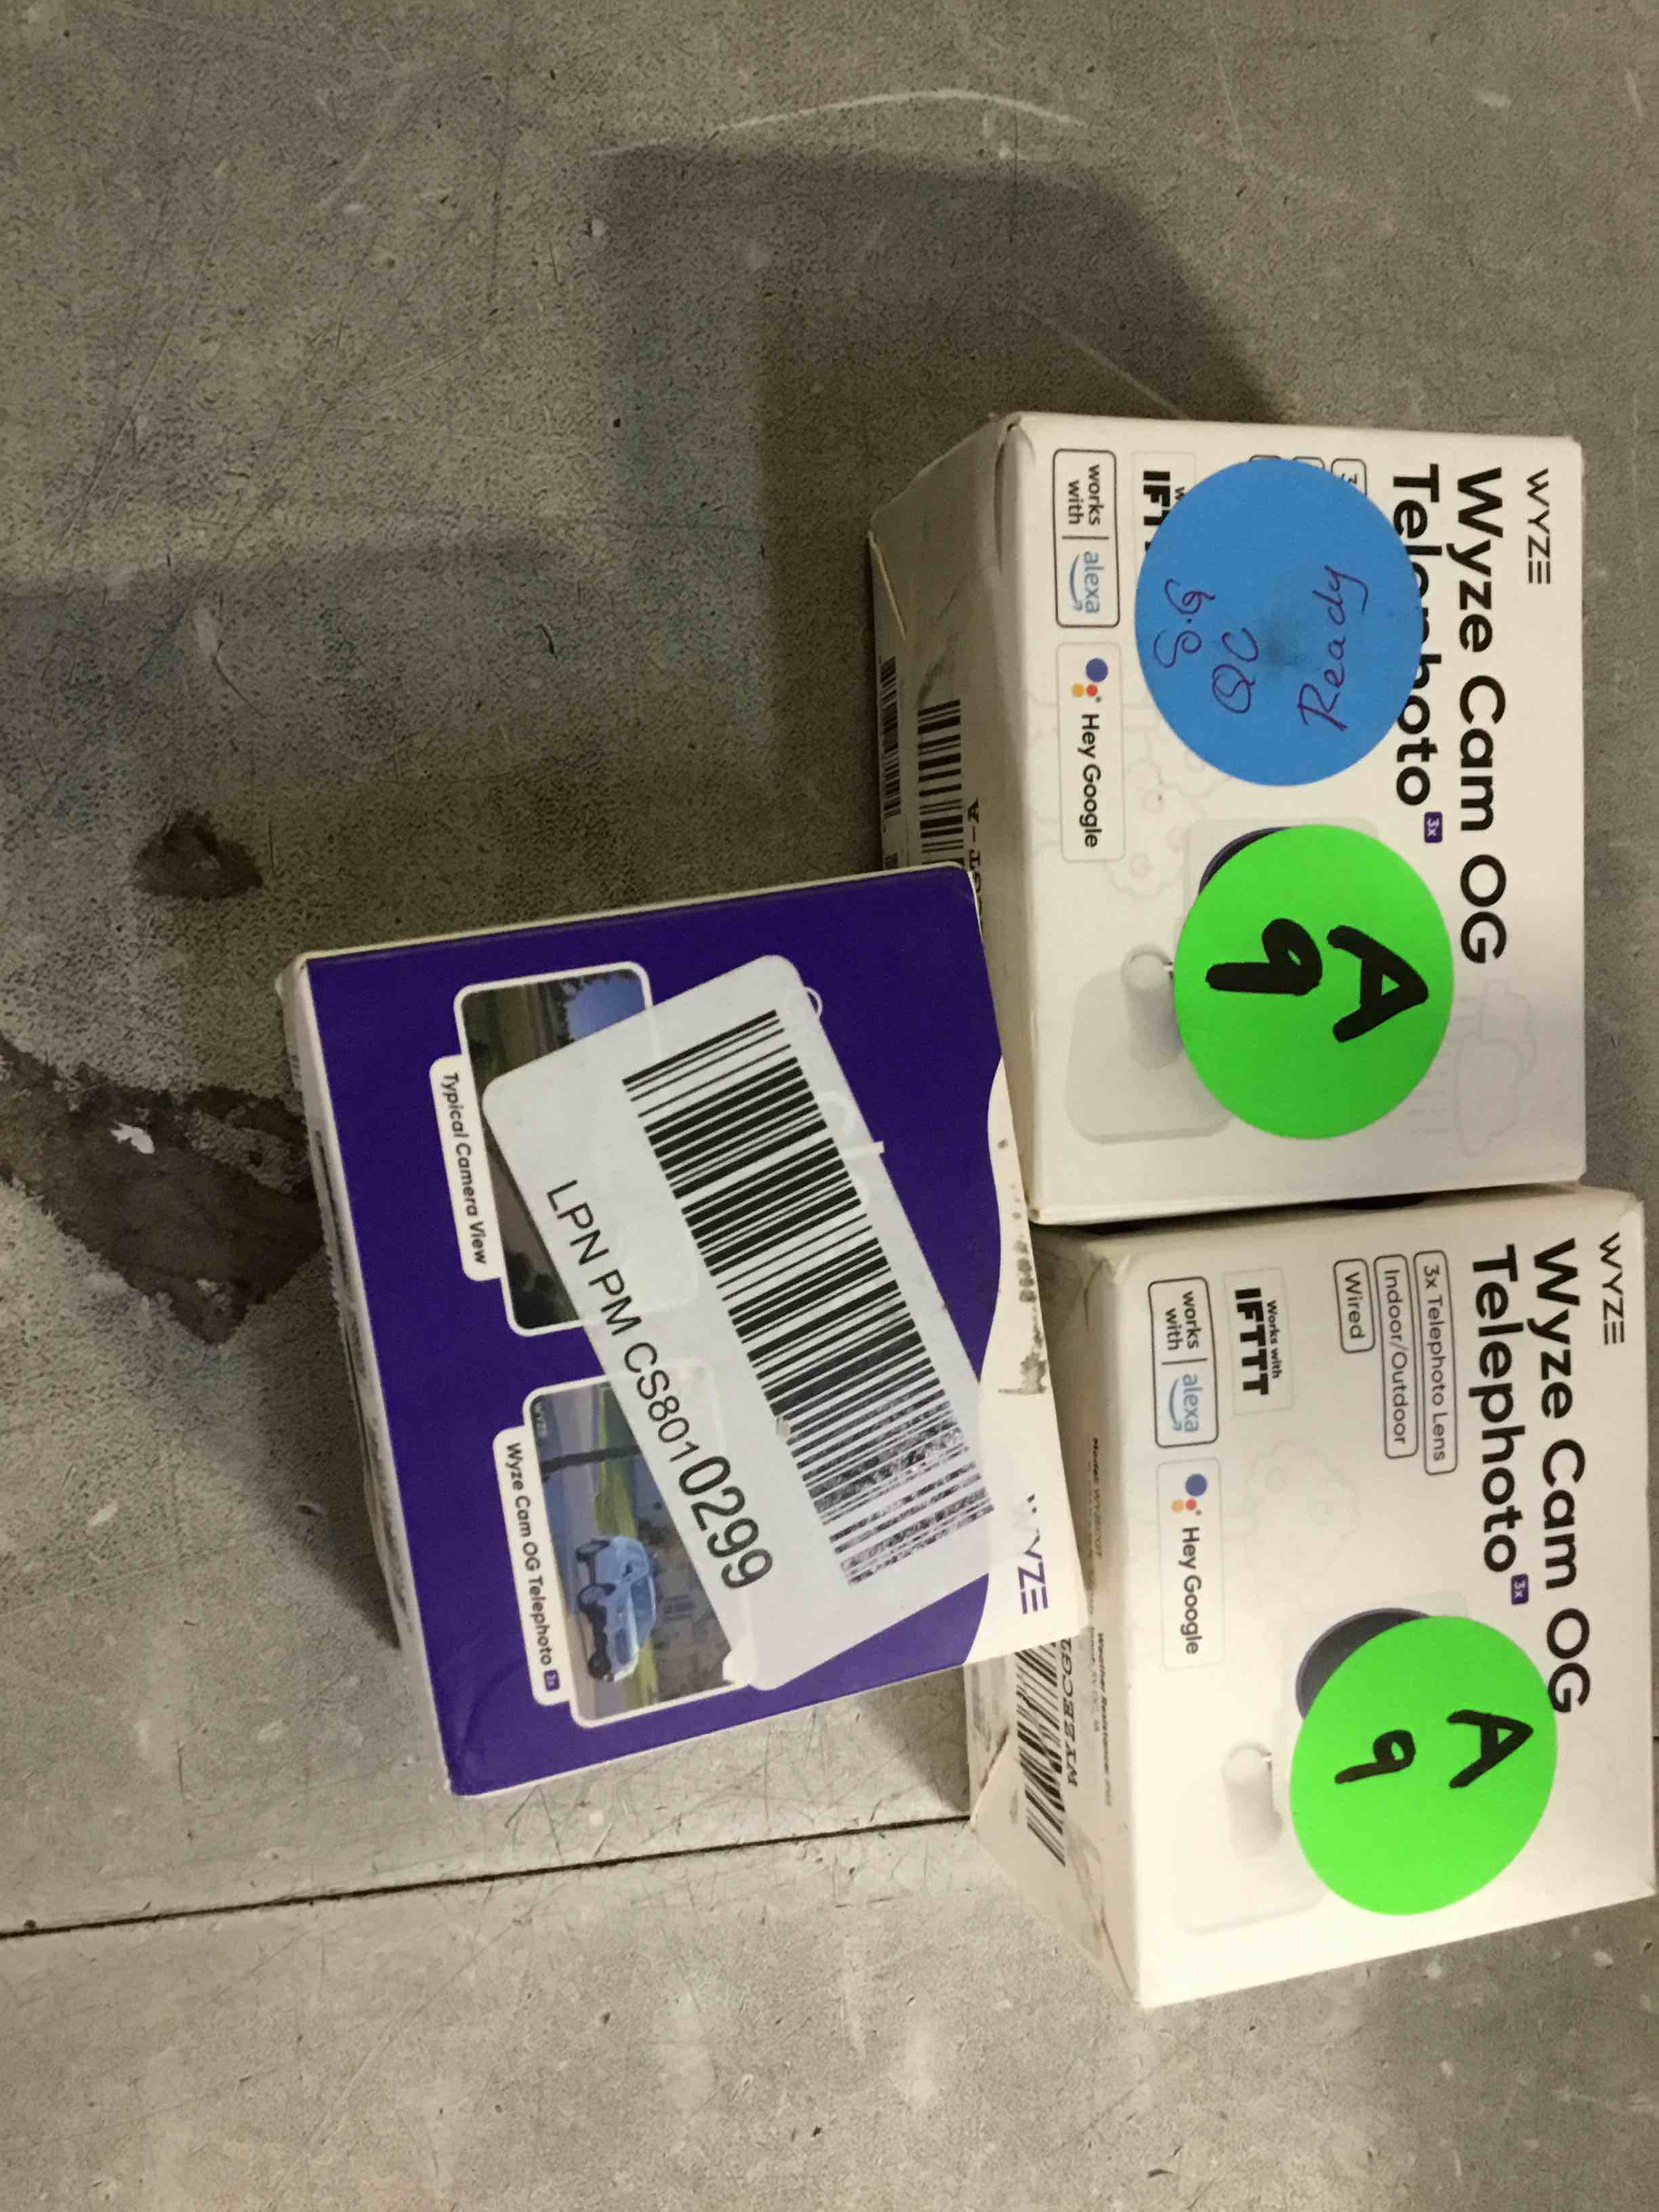 WYZE
Wyze Cam OG
Telephoto 3x
works with alexa
Hey Google
Ready
QC
S.G
A
9
WYZE
Wyze Cam OG
Telephoto 3x
3x Telephoto Lens
Indoor/Outdoor
Wired
Works with
IFTTT
works with alexa
Hey Google
A
9
WYZE
LPN PM CS8010299
Typical Camera View
WYZE
Wyze Cam OG Telephoto 3x